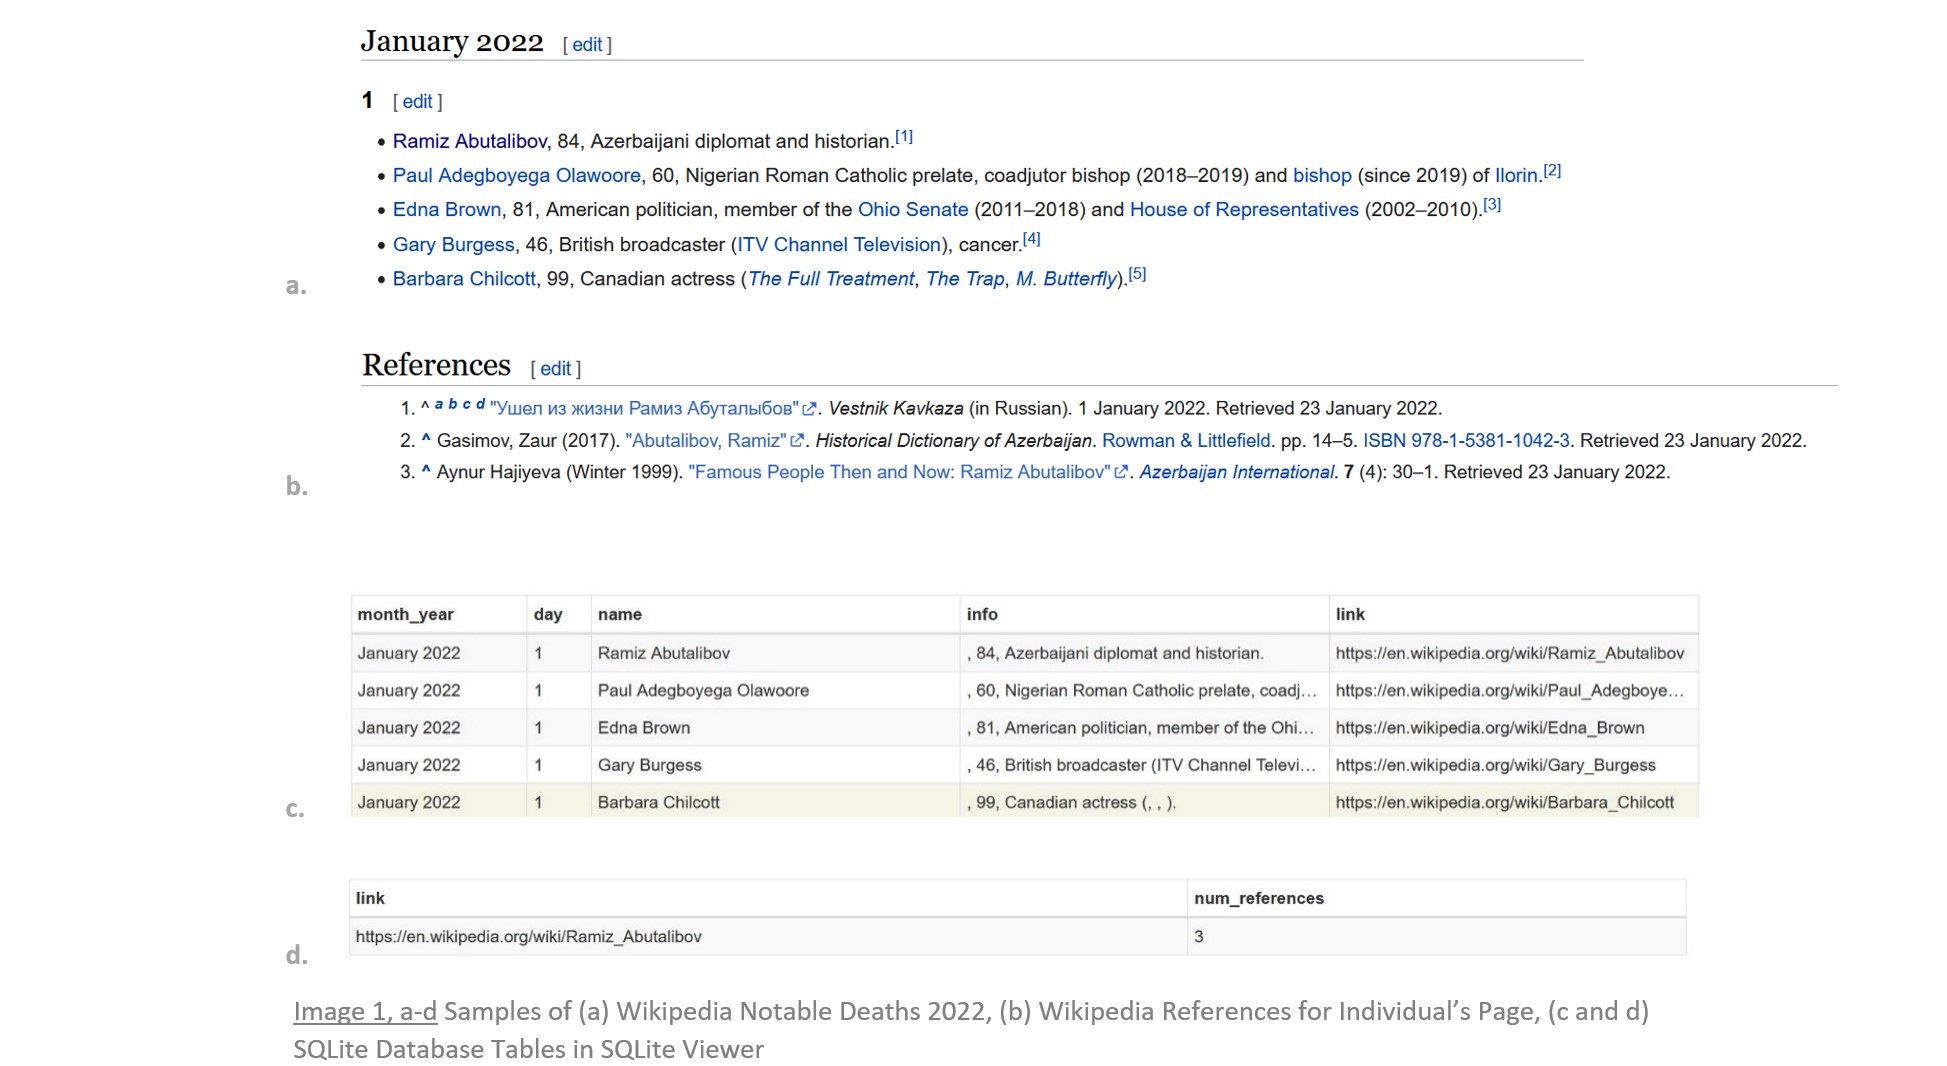 January 2022 [ edit ]
1 [ edit ]
• Ramiz Abutalibov, 84, Azerbaijani diplomat and historian.[1]
• Paul Adegboyega Olawoore, 60, Nigerian Roman Catholic prelate, coadjutor bishop (2018–2019) and bishop (since 2019) of Ilorin.[2]
• Edna Brown, 81, American politician, member of the Ohio Senate (2011–2018) and House of Representatives (2002–2010).[3]
• Gary Burgess, 46, British broadcaster (ITV Channel Television), cancer.[4]
a. • Barbara Chilcott, 99, Canadian actress (The Full Treatment, The Trap, M. Butterfly).[5]
References [ edit ]
1. ^ a b c d "Ушел из жизни Рамиз Абуталыбов". Vestnik Kavkaza (in Russian). 1 January 2022. Retrieved 23 January 2022.
2. ^ Gasimov, Zaur (2017). "Abutalibov, Ramiz". Historical Dictionary of Azerbaijan. Rowman & Littlefield. pp. 14–5. ISBN 978-1-5381-1042-3. Retrieved 23 January 2022.
3. ^ Aynur Hajiyeva (Winter 1999). "Famous People Then and Now: Ramiz Abutalibov". Azerbaijan International. 7 (4): 30–1. Retrieved 23 January 2022.
b.
month_year day name info link
January 2022 1 Ramiz Abutalibov , 84, Azerbaijani diplomat and historian. https://en.wikipedia.org/wiki/Ramiz_Abutalibov
January 2022 1 Paul Adegboyega Olawoore , 60, Nigerian Roman Catholic prelate, coadj… https://en.wikipedia.org/wiki/Paul_Adegboye…
January 2022 1 Edna Brown , 81, American politician, member of the Ohi… https://en.wikipedia.org/wiki/Edna_Brown
January 2022 1 Gary Burgess , 46, British broadcaster (ITV Channel Televi… https://en.wikipedia.org/wiki/Gary_Burgess
c. January 2022 1 Barbara Chilcott , 99, Canadian actress (, , ). https://en.wikipedia.org/wiki/Barbara_Chilcott
link num_references
https://en.wikipedia.org/wiki/Ramiz_Abutalibov 3
d.
Image 1, a-d Samples of (a) Wikipedia Notable Deaths 2022, (b) Wikipedia References for Individual’s Page, (c and d)
SQLite Database Tables in SQLite Viewer